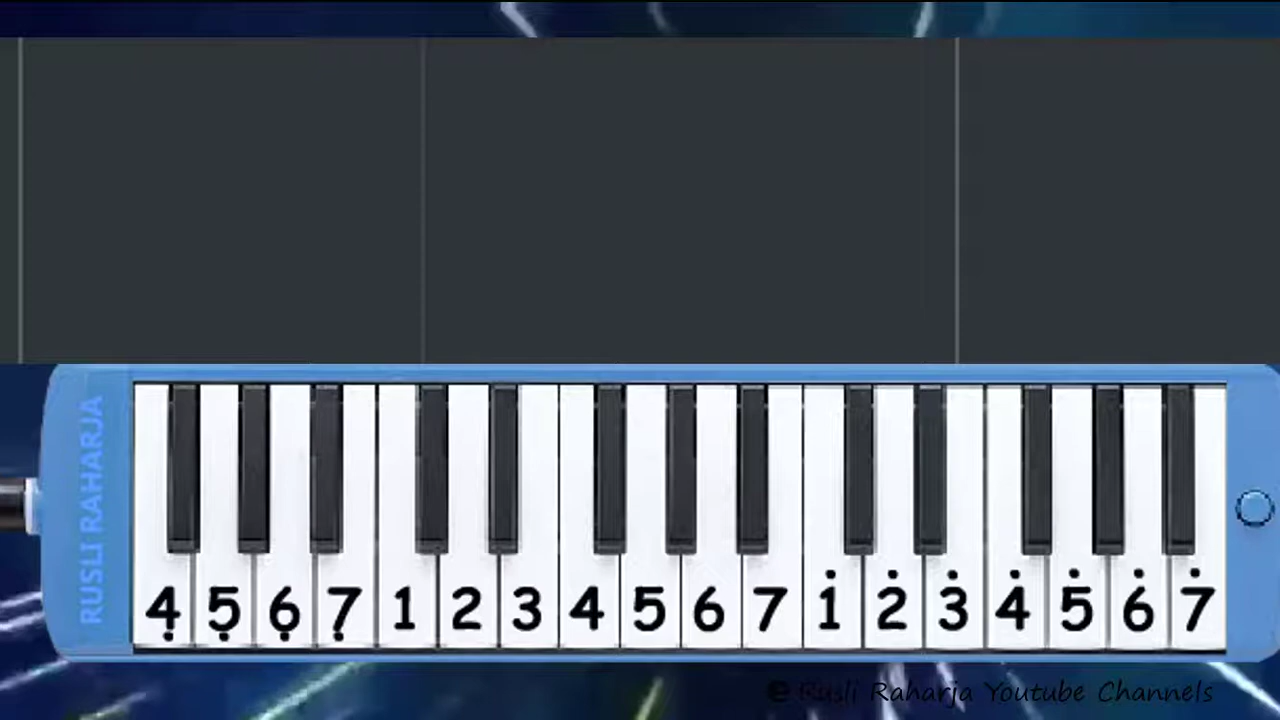 RUSLI RAHARJA
4̣ 5̣ 6̣ 7̣ 1 2 3 4 5 6 7 1̇ 2̇ 3̇ 4̇ 5̇ 6̇ 7̇
© Rusli Raharja Youtube Channels